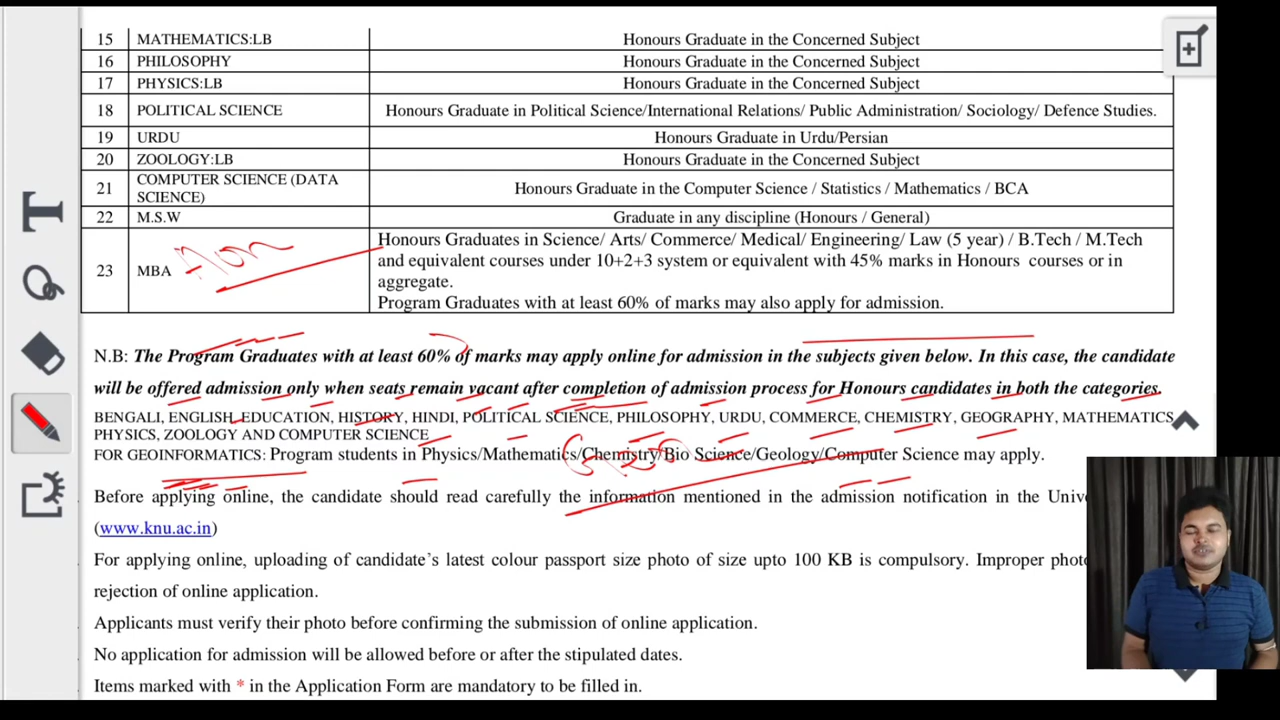 15 MATHEMATICS:LB Honours Graduate in the Concerned Subject
16 PHILOSOPHY Honours Graduate in the Concerned Subject
17 PHYSICS:LB Honours Graduate in the Concerned Subject
18 POLITICAL SCIENCE Honours Graduate in Political Science/International Relations/ Public Administration/ Sociology/ Defence Studies.
19 URDU Honours Graduate in Urdu/Persian
20 ZOOLOGY:LB Honours Graduate in the Concerned Subject
21 COMPUTER SCIENCE (DATA SCIENCE) Honours Graduate in the Computer Science / Statistics / Mathematics / BCA
22 M.S.W Graduate in any discipline (Honours / General)
23 MBA Honours Graduates in Science/ Arts/ Commerce/ Medical/ Engineering/ Law (5 year) / B.Tech / M.Tech
and equivalent courses under 10+2+3 system or equivalent with 45% marks in Honours courses or in
aggregate.
Program Graduates with at least 60% of marks may also apply for admission.
N.B: The Program Graduates with at least 60% of marks may apply online for admission in the subjects given below. In this case, the candidate
will be offered admission only when seats remain vacant after completion of admission process for Honours candidates in both the categories.
BENGALI, ENGLISH, EDUCATION, HISTORY, HINDI, POLITICAL SCIENCE, PHILOSOPHY, URDU, COMMERCE, CHEMISTRY, GEOGRAPHY, MATHEMATICS
PHYSICS, ZOOLOGY AND COMPUTER SCIENCE
FOR GEOINFORMATICS: Program students in Physics/Mathematics/Chemistry/Bio Science/Geology/Computer Science may apply.
Before applying online, the candidate should read carefully the information mentioned in the admission notification in the
(www.knu.ac.in)
For applying online, uploading of candidate's latest colour passport size photo of size upto 100 KB is compulsory. Improper
rejection of online application.
Applicants must verify their photo before confirming the submission of online application.
No application for admission will be allowed before or after the stipulated dates.
Items marked with * in the Application Form are mandatory to be filled in.